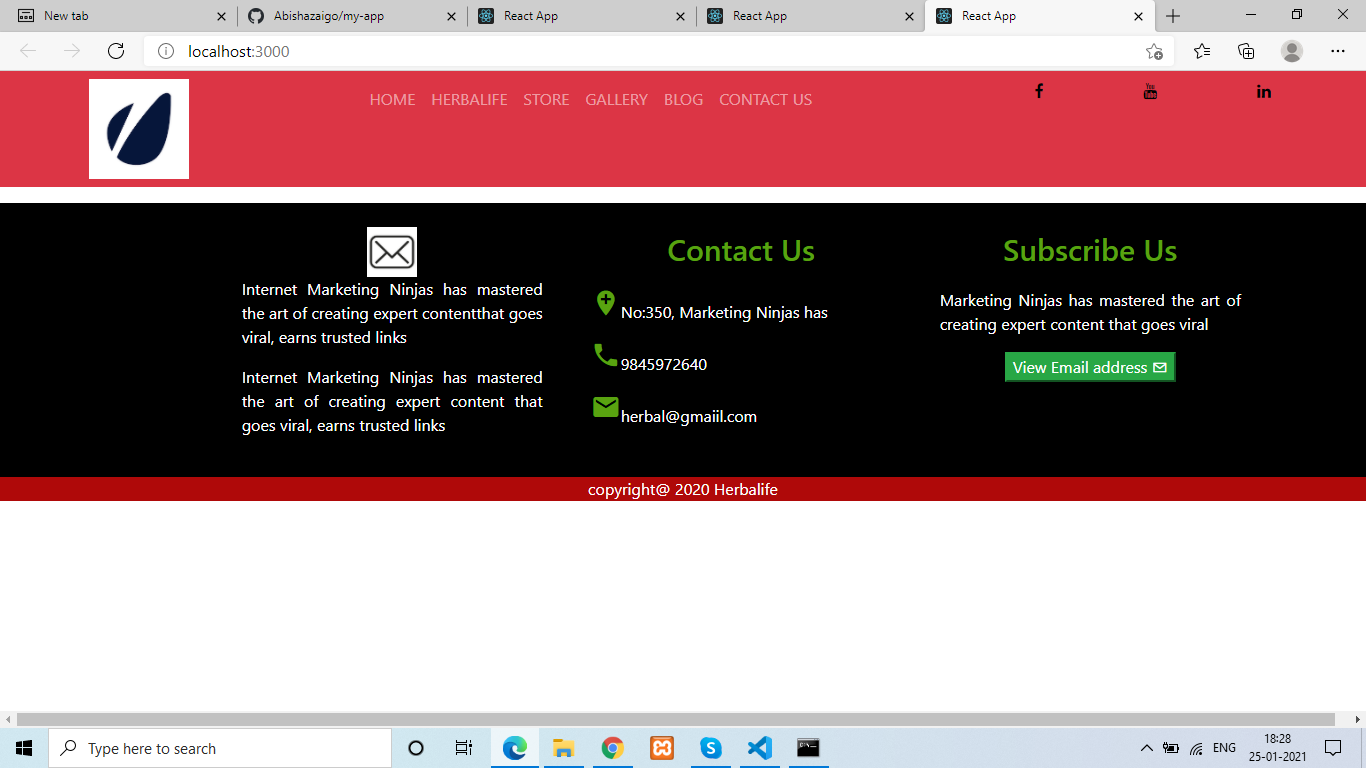 New tab
Abishazaigo/my-app
React App
React App
React App
localhost:3000
HOME HERBALIFE STORE GALLERY BLOG CONTACT US
You Tube
Internet Marketing Ninjas has mastered
the art of creating expert contentthat goes
viral, earns trusted links
Internet Marketing Ninjas has mastered
the art of creating expert content that
goes viral, earns trusted links
Contact Us
No:350, Marketing Ninjas has
9845972640
herbal@gmaiil.com
Subscribe Us
Marketing Ninjas has mastered the art of
creating expert content that goes viral
View Email address
copyright@ 2020 Herbalife
Type here to search
ENG
18:28
25-01-2021